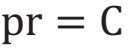 pr = C